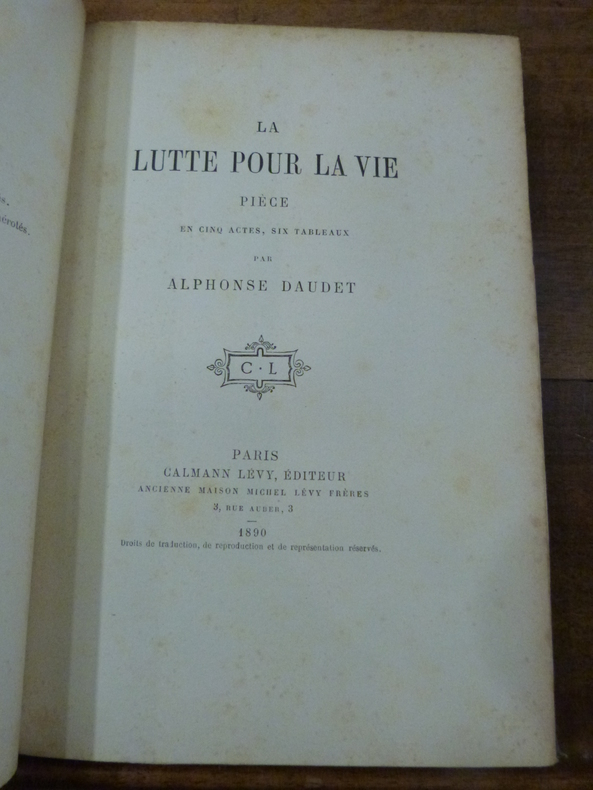 LA
LUTTE POUR LA VIE
PIÈCE
EN CINQ ACTES, SIX TABLEAUX
PAR
ALPHONSE DAUDET
C · L
PARIS
CALMANN LÉVY, ÉDITEUR
ANCIENNE MAISON MICHEL LÉVY FRÈRES
3, RUE AUBER, 3
1890
Droits de traduction, de reproduction et de représentation réservés.